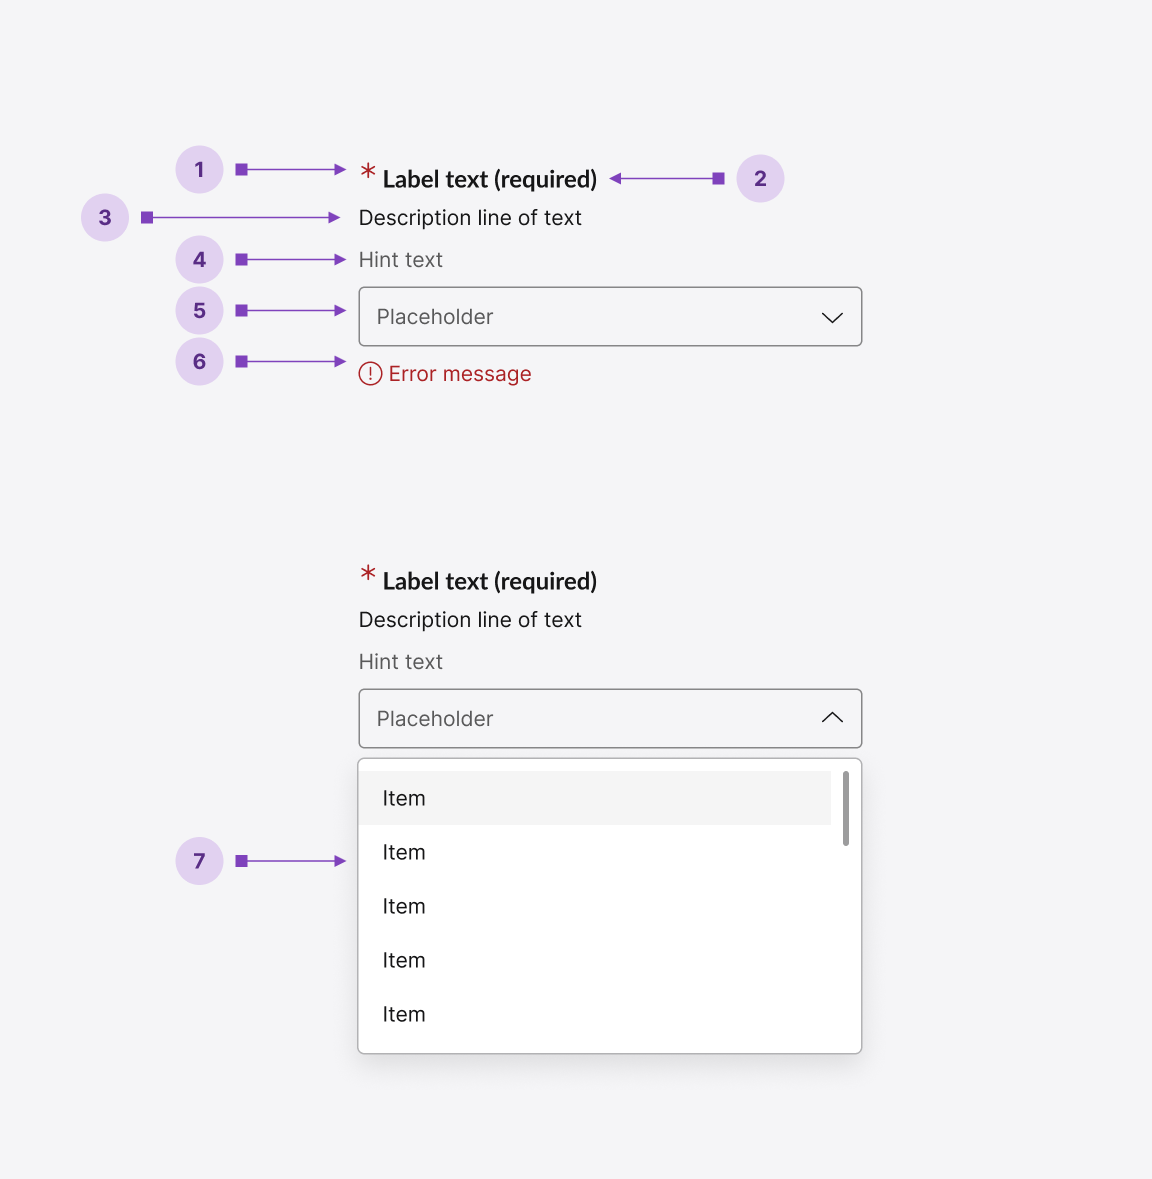 1 * Label text (required) 2
3 Description line of text
4 Hint text
5 Placeholder
6 Error message
* Label text (required)
Description line of text
Hint text
Placeholder
Item
Item
7
Item
Item
Item